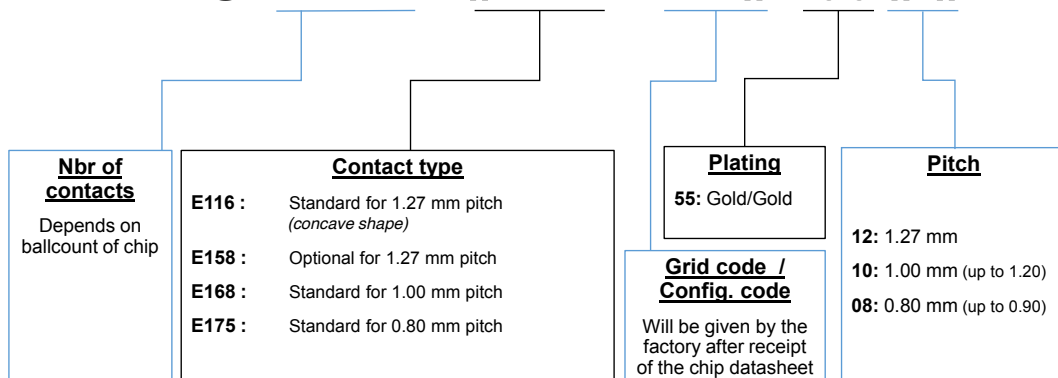 Nbr of
contacts
Depends on
ballcount of chip
Contact type
E116 : Standard for 1.27 mm pitch
(concave shape)
E158 : Optional for 1.27 mm pitch
E168 : Standard for 1.00 mm pitch
E175 : Standard for 0.80 mm pitch
Grid code /
Config. code
Will be given by the
factory after receipt
of the chip datasheet
Plating
55: Gold/Gold
Pitch
12: 1.27 mm
10: 1.00 mm (up to 1.20)
08: 0.80 mm (up to 0.90)